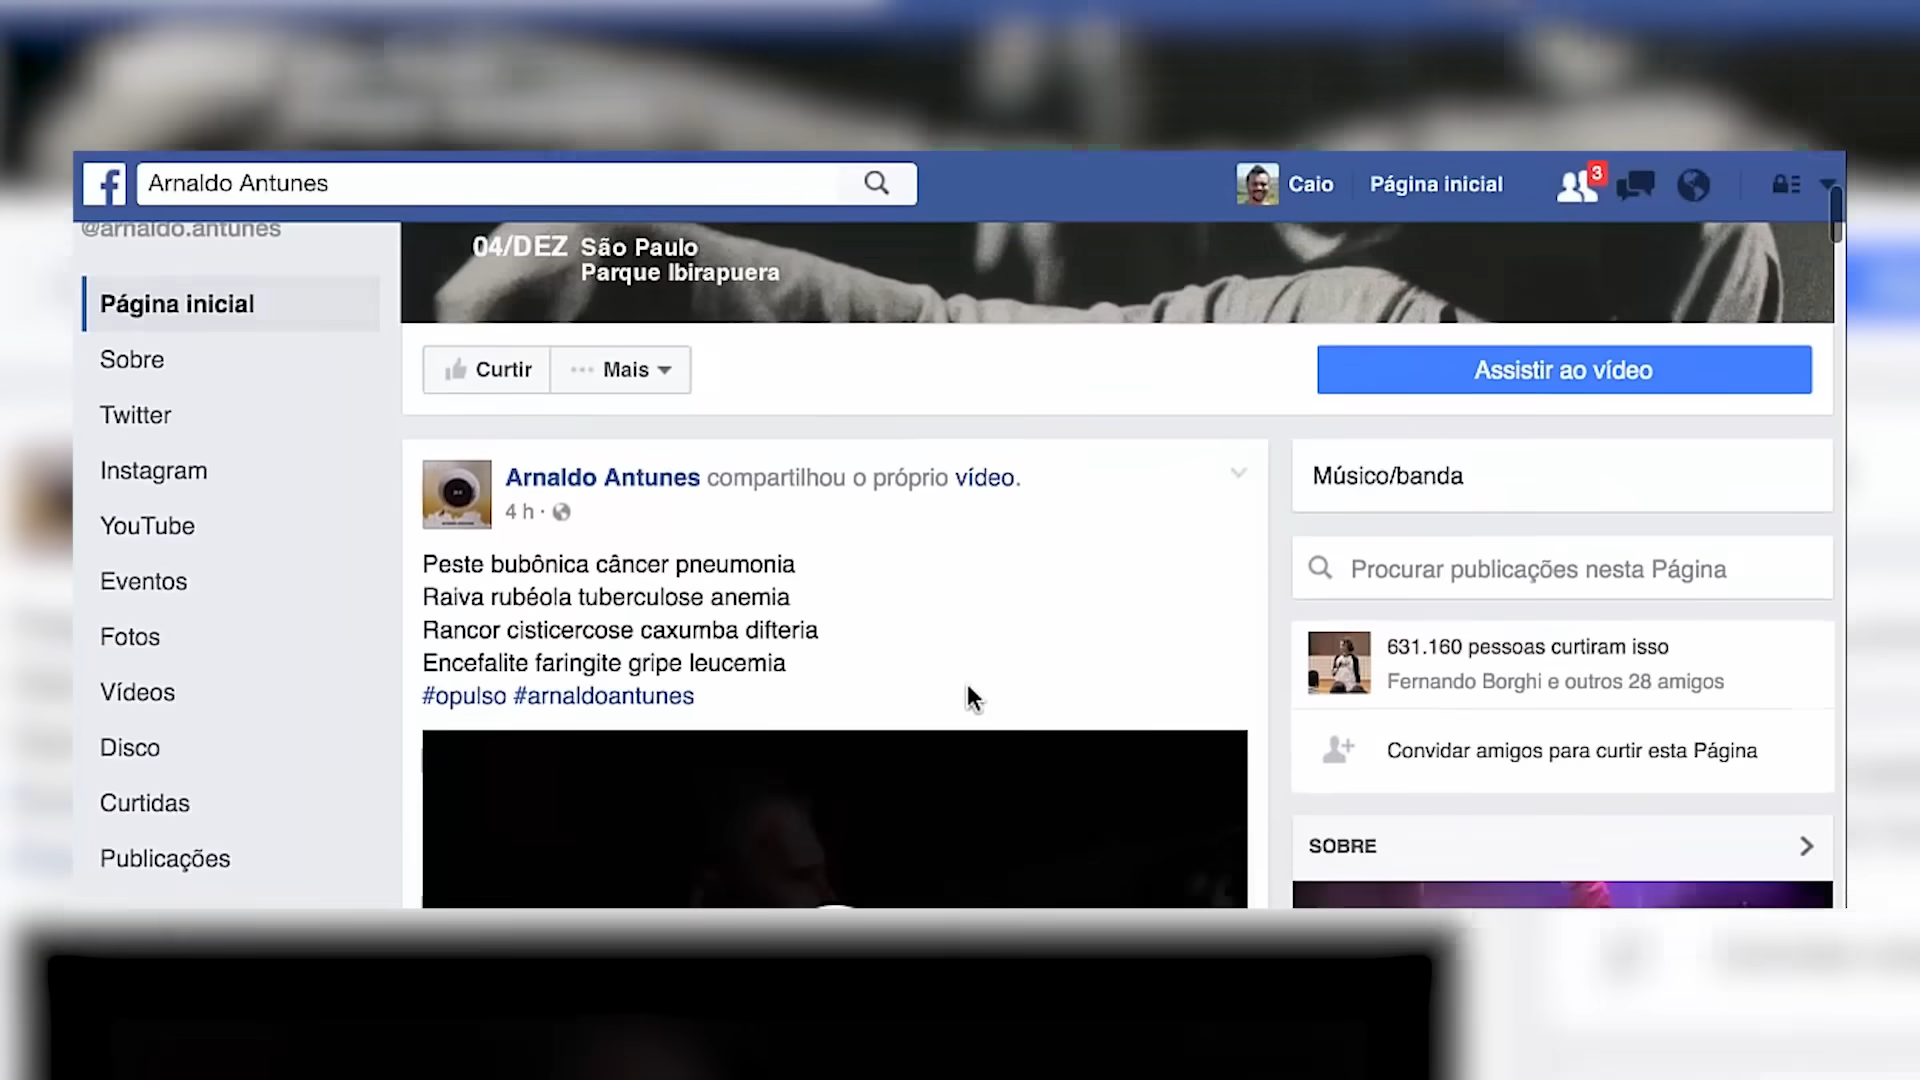 Arnaldo Antunes
Caio
Página inicial
3
@arnaldo.antunes
04/DEZ São Paulo
Parque Ibirapuera
Página inicial
Sobre
Twitter
Instagram
YouTube
Eventos
Fotos
Vídeos
Disco
Curtidas
Publicações
Curtir
Mais
Assistir ao vídeo
Arnaldo Antunes compartilhou o próprio vídeo.
4 h ·
Peste bubônica câncer pneumonia
Raiva rubéola tuberculose anemia
Rancor cisticercose caxumba difteria
Encefalite faringite gripe leucemia
#opulso #arnaldoantunes
Músico/banda
Procurar publicações nesta Página
631.160 pessoas curtiram isso
Fernando Borghi e outros 28 amigos
Convidar amigos para curtir esta Página
SOBRE